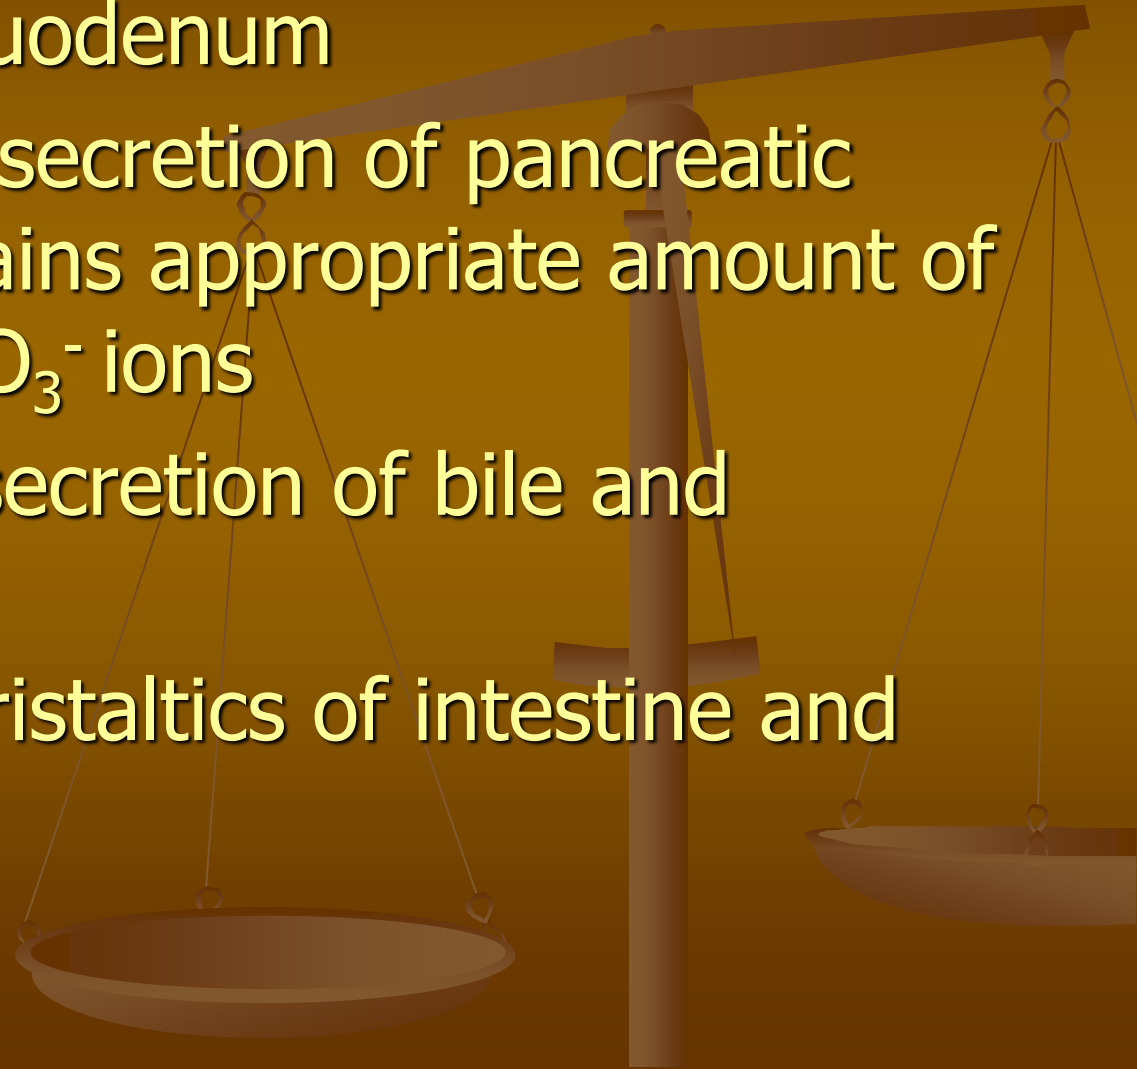 uodenum
secretion of pancreatic
ains appropriate amount of
O₃⁻ ions
secretion of bile and
ristaltics of intestine and